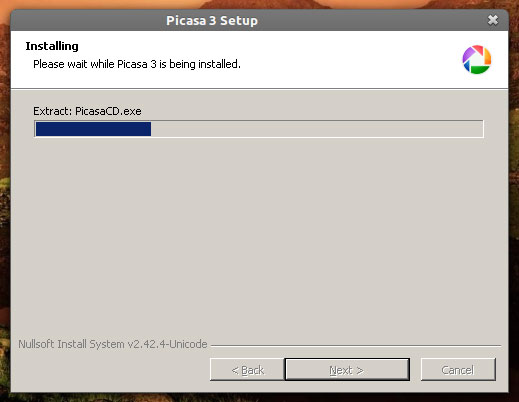 Picasa 3 Setup
Installing
Please wait while Picasa 3 is being installed.
Extract: PicasaCD.exe
Nullsoft Install System v2.42.4-Unicode
< Back
Next >
Cancel